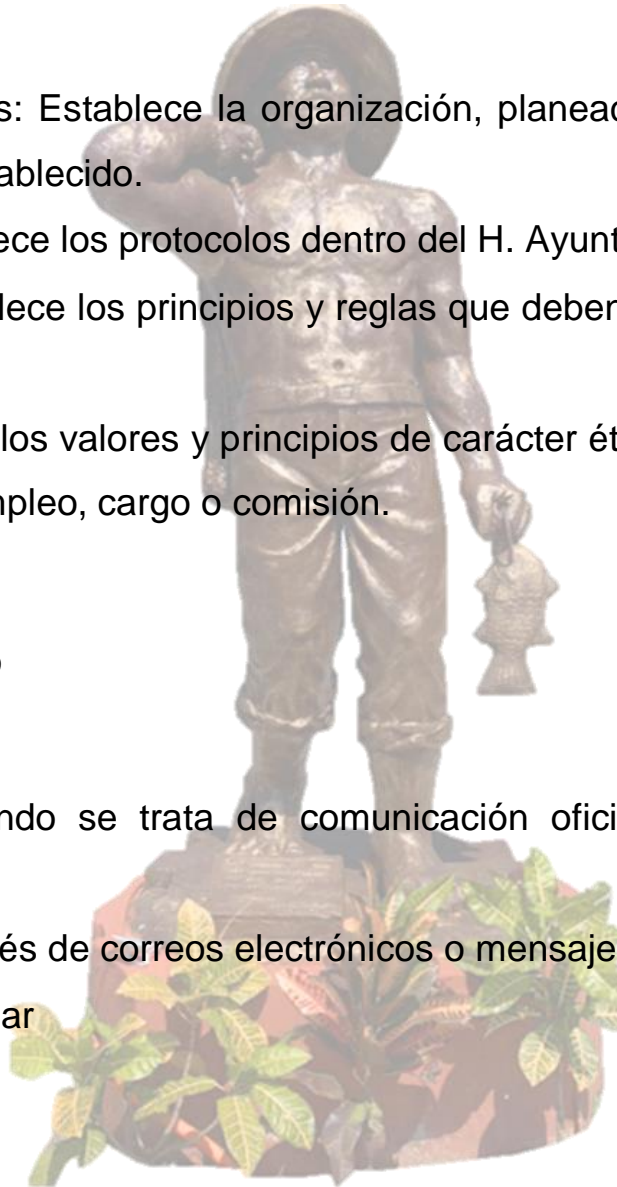 s: Establece la organización, planeac
ablecido.
ece los protocolos dentro del H. Ayunt
lece los principios y reglas que deben
los valores y principios de carácter ét
npleo, cargo o comisión.
o
ndo se trata de comunicación ofici
és de correos electrónicos o mensaje
ar